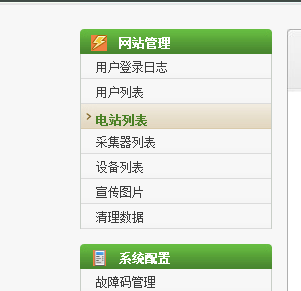 网站管理
用户登录日志
用户列表
电站列表
采集器列表
设备列表
宣传图片
清理数据
系统配置
故障码管理